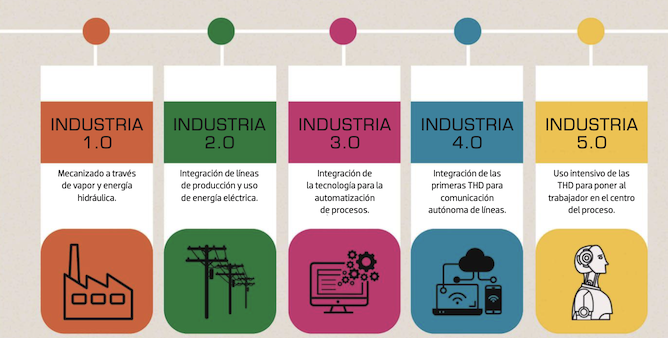 INDUSTRIA
1.0
Mecanizado a través
de vapor y energía
hidráulica.
INDUSTRIA
2.0
Integración de líneas
de producción y uso
de energía eléctrica.
INDUSTRIA
3.0
Integración de
la tecnología para la
automatización
de procesos.
INDUSTRIA
4.0
Integración de las
primeras THD para
comunicación
autónoma de líneas.
INDUSTRIA
5.0
Uso intensivo de las
THD para poner al
trabajador en el centro
del proceso.